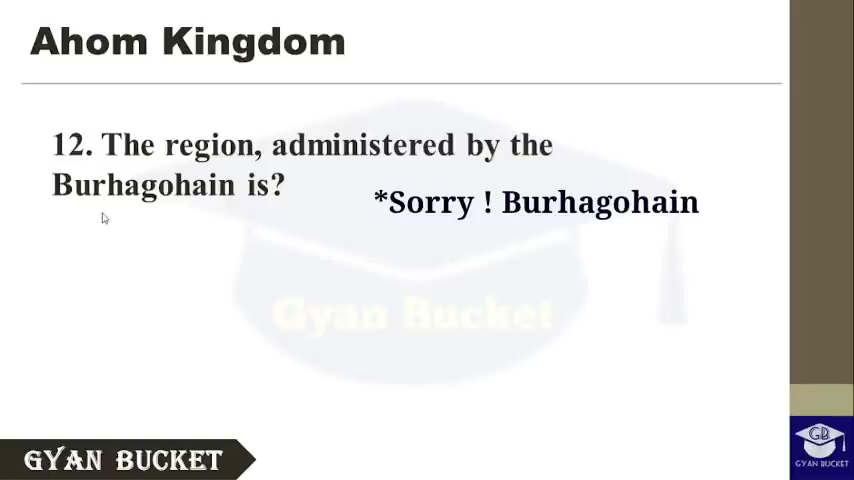 Ahom Kingdom
12. The region, administered by the
Burhagohain is?
*Sorry ! Burhagohain
Gyan Bucket
GYAN BUCKET
GB
GYAN BUCKET